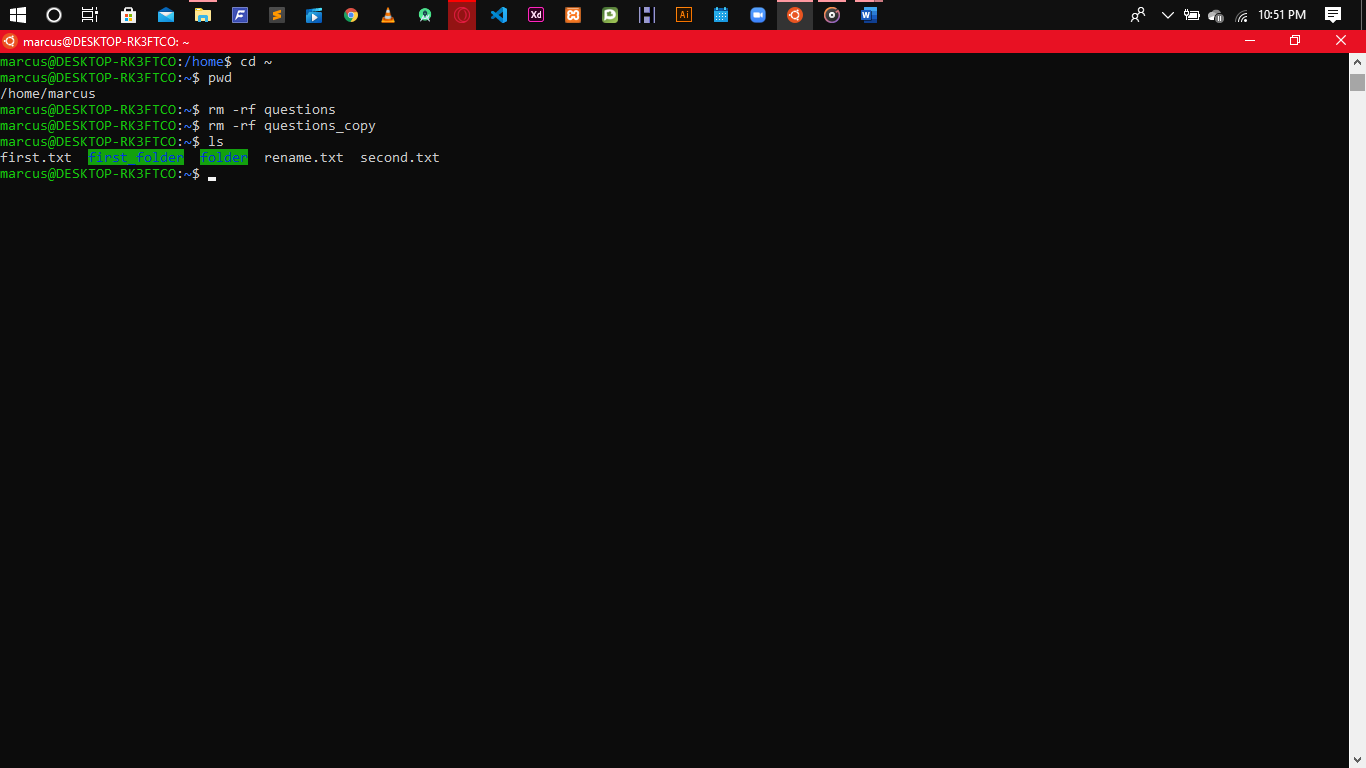 10:51 PM
marcus@DESKTOP-RK3FTCO: ~
marcus@DESKTOP-RK3FTCO:/home$ cd ~
marcus@DESKTOP-RK3FTCO:~$ pwd
/home/marcus
marcus@DESKTOP-RK3FTCO:~$ rm -rf questions
marcus@DESKTOP-RK3FTCO:~$ rm -rf questions_copy
marcus@DESKTOP-RK3FTCO:~$ ls
first.txt  first_folder  folder  rename.txt  second.txt
marcus@DESKTOP-RK3FTCO:~$